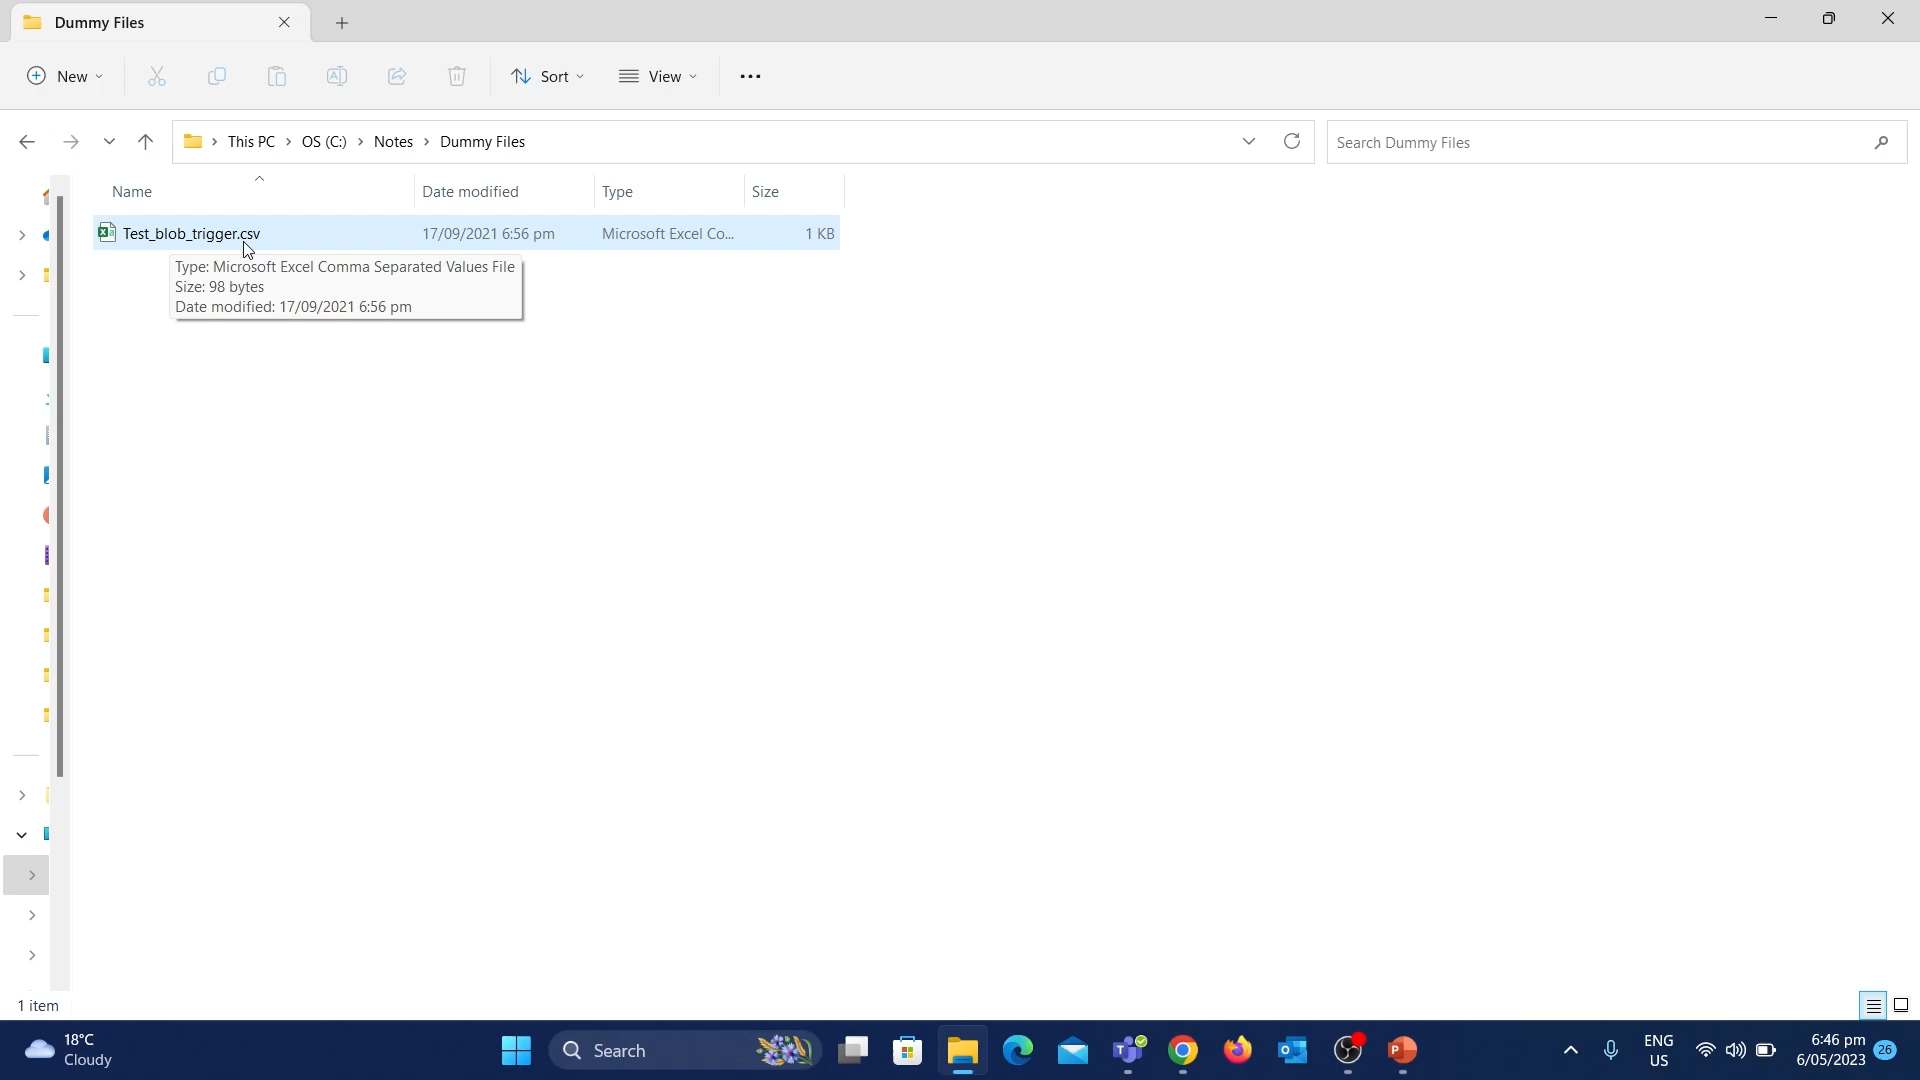 Dummy Files
New
Sort
View
This PC
OS (C:)
Notes
Dummy Files
Search Dummy Files
Name
Date modified
Type
Size
Test_blob_trigger.csv
17/09/2021 6:56 pm
Microsoft Excel Co...
1 KB
Type: Microsoft Excel Comma Separated Values File
Size: 98 bytes
Date modified: 17/09/2021 6:56 pm
1 item
18°C
Cloudy
Search
ENG
US
6:46 pm
6/05/2023
26